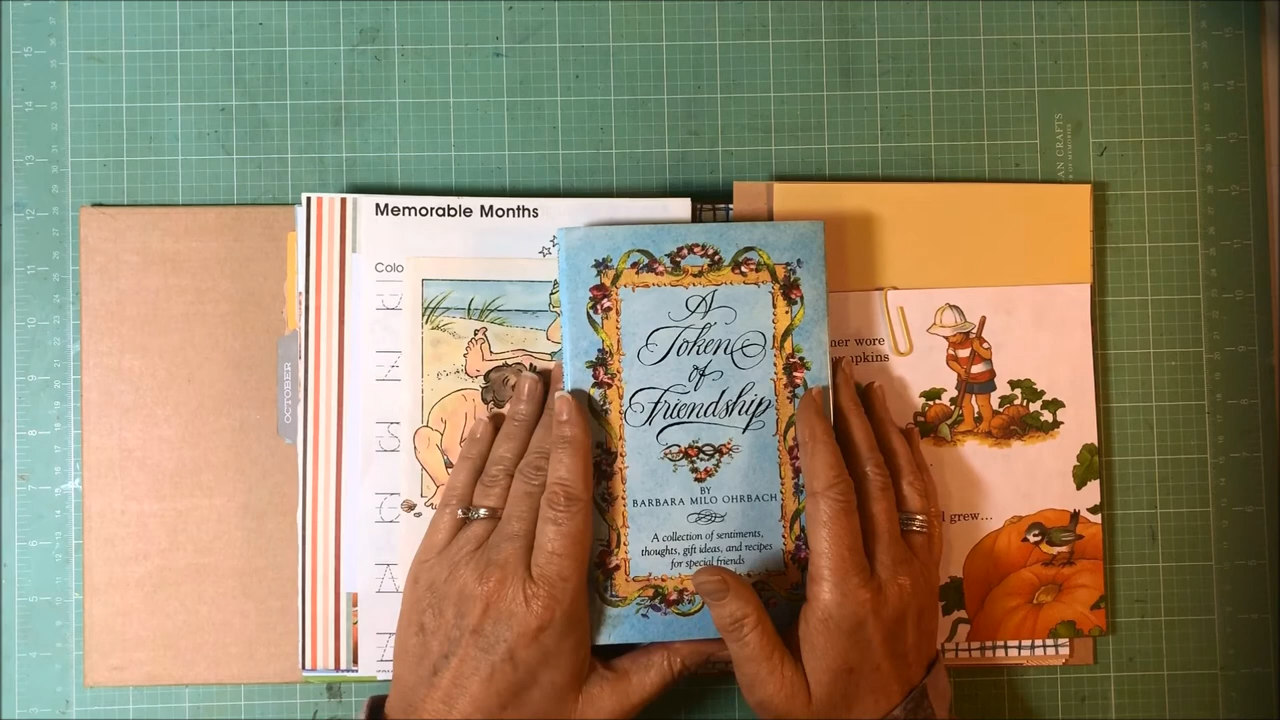 Memorable Months
Colo
OCTOBER
A
Token
of
Friendship
BY
BARBARA MILO OHRBACH
A collection of sentiments,
thoughts, gift ideas, and recipes
for special friends
ner wore
pkins
l grew...
AN CRAFTS